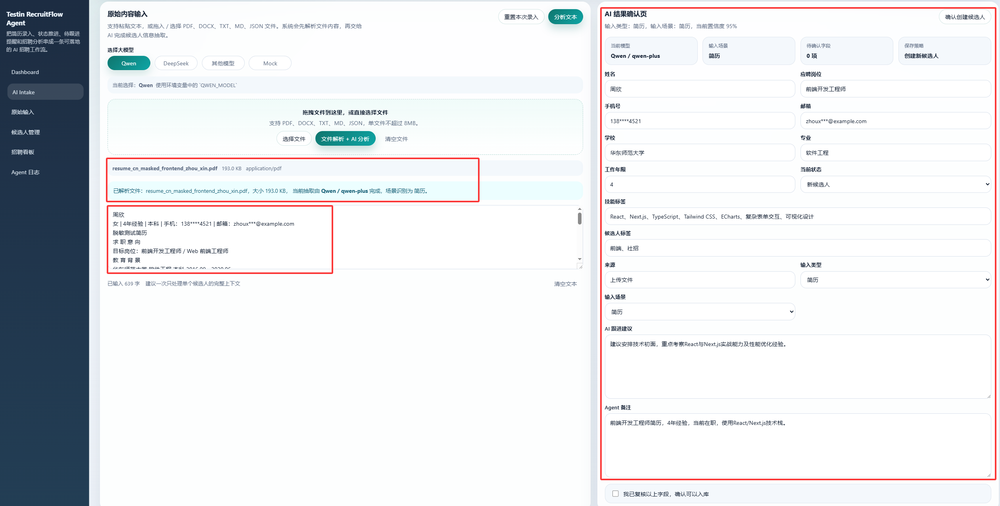 Testin RecruitFlow
Agent
把简历录入、状态推进、待跟进
提醒和招聘分析串成一条可落地
的 AI 招聘工作流。
Dashboard
AI Intake
原始输入
候选人管理
招聘看板
Agent 日志
原始内容输入
重置本次录入
分析文本
支持粘贴文本，或拖入 / 选择 PDF、DOCX、TXT、MD、JSON 文件。系统会先解析文件内容，再交给
AI 完成候选人信息抽取。
选择大模型
Qwen
DeepSeek
其他模型
Mock
当前选择：Qwen 使用环境变量中的 `QWEN_MODEL`
拖拽文件到这里，或直接选择文件
支持 PDF、DOCX、TXT、MD、JSON，单文件不超过 8MB。
选择文件
文件解析 + AI 分析
清空文件
resume_cn_masked_frontend_zhou_xin.pdf 193.0 KB application/pdf
已解析文件：resume_cn_masked_frontend_zhou_xin.pdf，大小 193.0 KB， 当前抽取由 Qwen / qwen-plus 完成，场景识别为 简历。
周欣
女 | 4年经验 | 本科 | 手机：138****4521 | 邮箱：zhoux***@example.com
脱敏测试简历
求 职 意 向
目标岗位：前端开发工程师 / Web 前端工程师
教 育 背 景
华东师范大学 软件工程 本科 2016.09 - 2020.06
已输入 639 字 建议一次只处理单个候选人的完整上下文
清空文本
AI 结果确认页
确认创建候选人
输入类型：简历，输入场景：简历，当前置信度 95%
当前模型
Qwen / qwen-plus
输入场景
简历
待确认字段
0 项
保存策略
创建新候选人
姓名
周欣
应聘岗位
前端开发工程师
手机号
138****4521
邮箱
zhoux***@example.com
学校
华东师范大学
专业
软件工程
工作年限
4
当前状态
新候选人
技能标签
React、Next.js、TypeScript、Tailwind CSS、ECharts、复杂表单交互、可视化设计
候选人标签
前端、社招
来源
上传文件
输入类型
简历
输入场景
简历
AI 跟进建议
建议安排技术初面，重点考察React与Next.js实战能力及性能优化经验。
Agent 备注
前端开发工程师简历，4年经验，当前在职，使用React/Next.js技术栈。
我已复核以上字段，确认可以入库